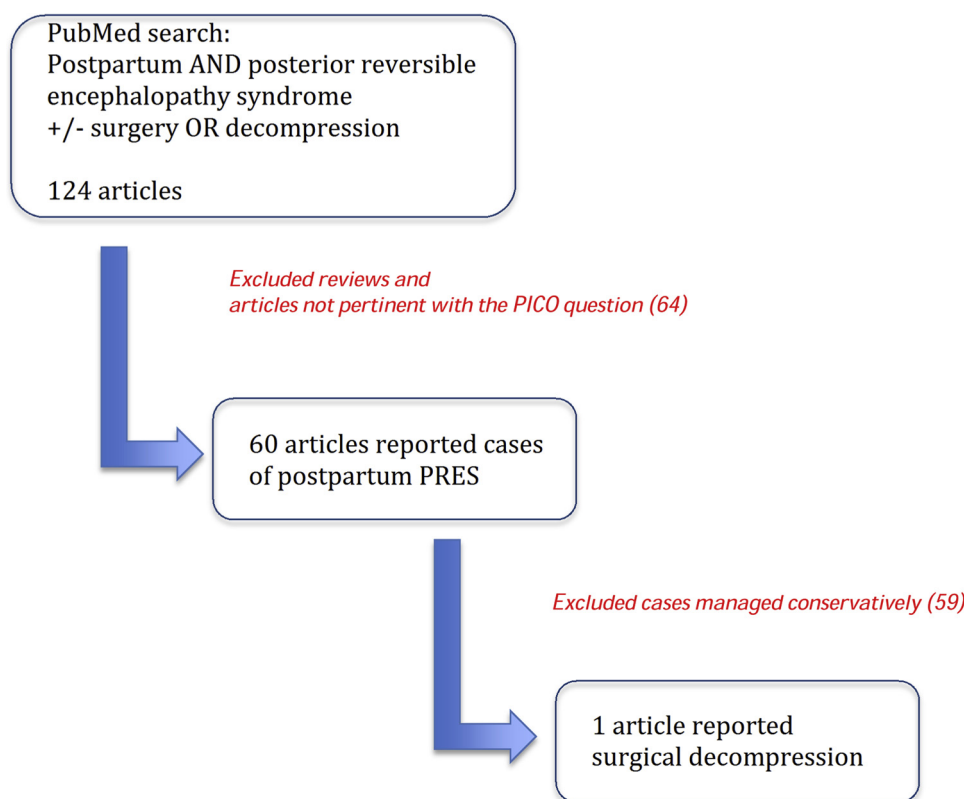 PubMed search:
Postpartum AND posterior reversible
encephalopathy syndrome
+/- surgery OR decompression
124 articles
Excluded reviews and
articles not pertinent with the PICO question (64)
60 articles reported cases
of postpartum PRES
Excluded cases managed conservatively (59)
1 article reported
surgical decompression